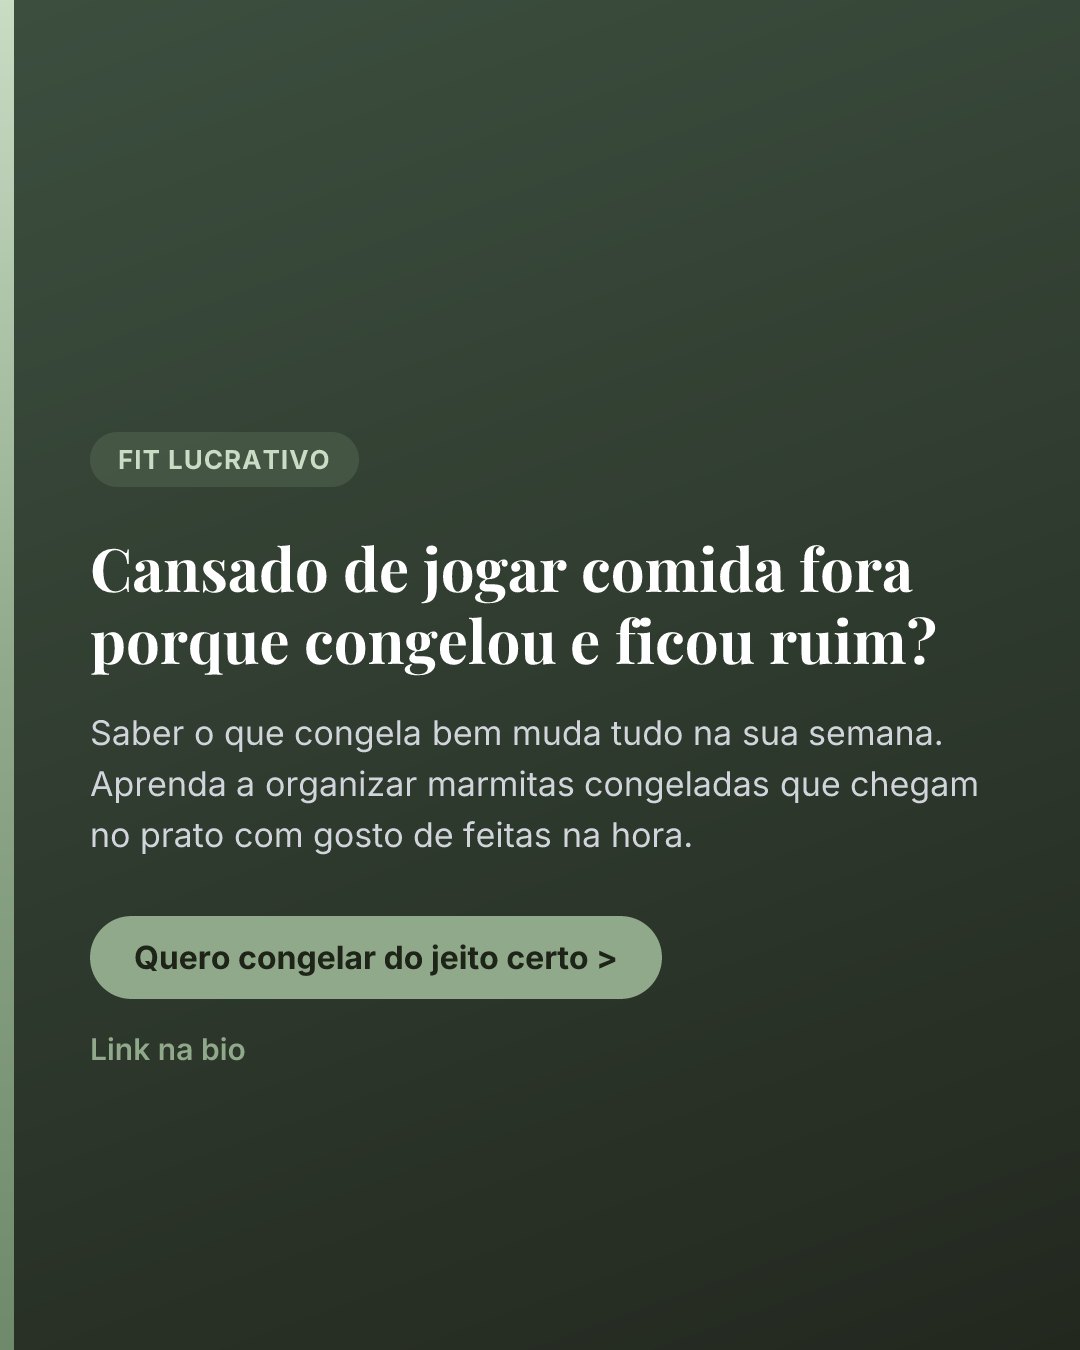 FIT LUCRATIVO
Cansado de jogar comida fora
porque congelou e ficou ruim?
Saber o que congela bem muda tudo na sua semana.
Aprenda a organizar marmitas congeladas que chegam
no prato com gosto de feitas na hora.
Quero congelar do jeito certo >
Link na bio